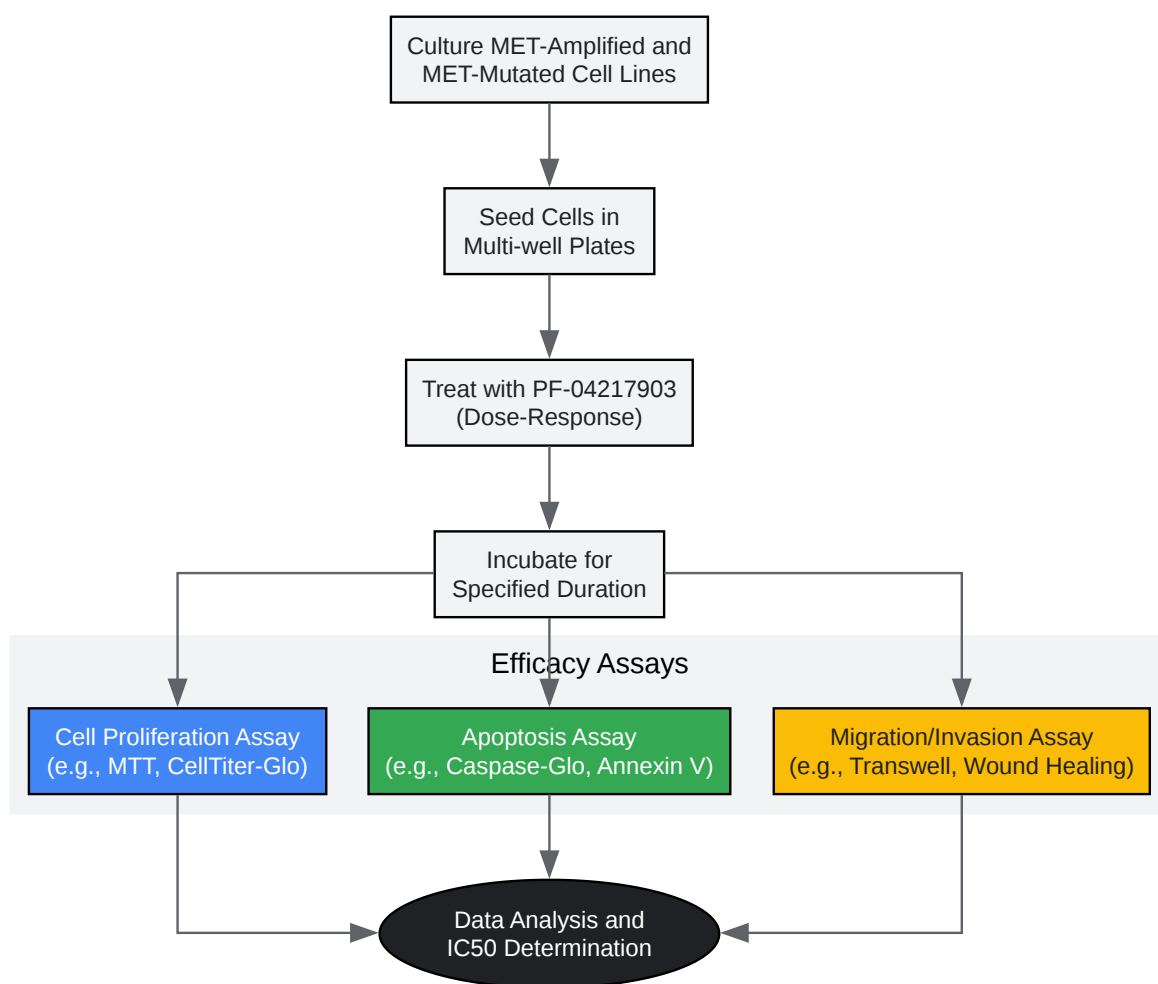 Culture MET-Amplified and
MET-Mutated Cell Lines
Seed Cells in
Multi-well Plates
Treat with PF-04217903
(Dose-Response)
Incubate for
Specified Duration
Efficacy Assays
Cell Proliferation Assay
(e.g., MTT, CellTiter-Glo)
Apoptosis Assay
(e.g., Caspase-Glo, Annexin V)
Migration/Invasion Assay
(e.g., Transwell, Wound Healing)
Data Analysis and
IC50 Determination